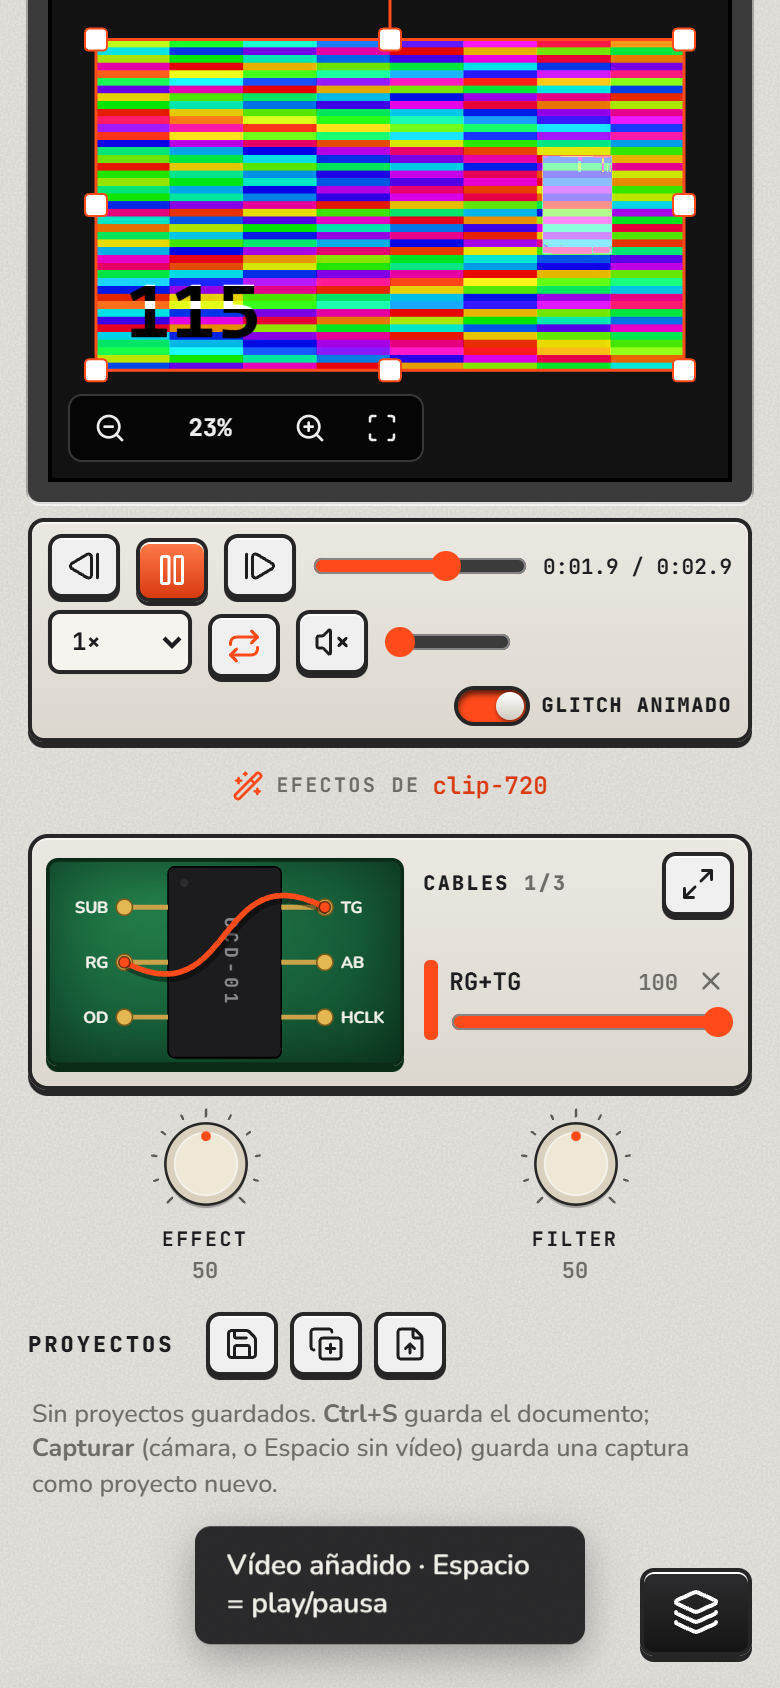 115
23%
0:01.9 / 0:02.9
1×
GLITCH ANIMADO
EFECTOS DE clip-720
CABLES 1/3
SUB TG
RG AB
OD HCLK
CCD-01
RG+TG 100
EFFECT
50
FILTER
50
PROYECTOS
Sin proyectos guardados. Ctrl+S guarda el documento;
Capturar (cámara, o Espacio sin vídeo) guarda una captura
como proyecto nuevo.
Vídeo añadido · Espacio
= play/pausa